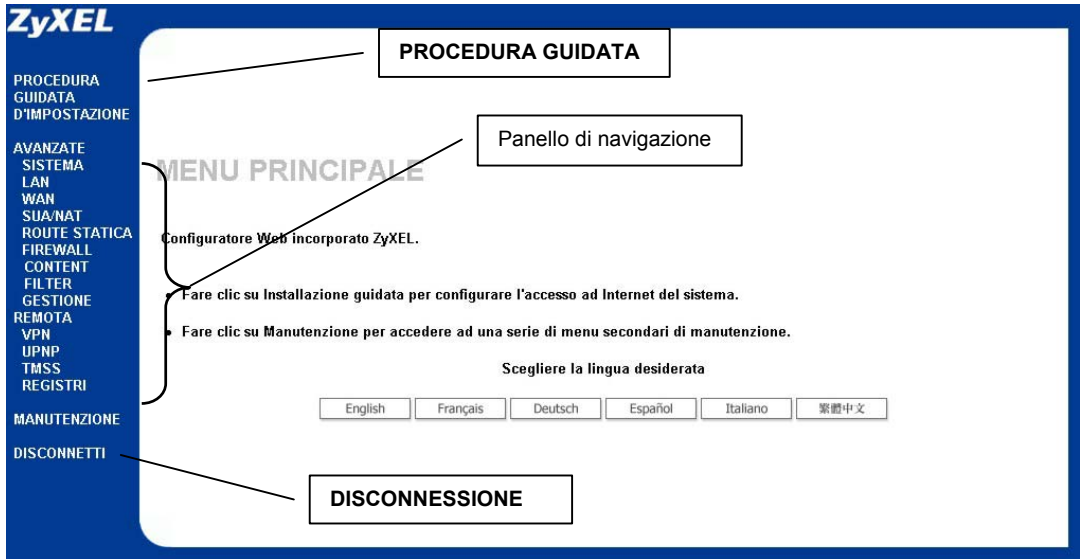 ZyXEL
PROCEDURA
GUIDATA
D'IMPOSTAZIONE
AVANZATE
SISTEMA
LAN
WAN
SUA/NAT
ROUTE STATICA
FIREWALL
CONTENT
FILTER
GESTIONE
REMOTA
VPN
UPNP
TMSS
REGISTRI
MANUTENZIONE
DISCONNETTI
PROCEDURA GUIDATA
Panello di navigazione
MENU PRINCIPALE
Configuratore Web incorporato ZyXEL.
• Fare clic su Installazione guidata per configurare l'accesso ad Internet del sistema.
• Fare clic su Manutenzione per accedere ad una serie di menu secondari di manutenzione.
Scegliere la lingua desiderata
English Français Deutsch Español Italiano 繁體中文
DISCONNESSIONE